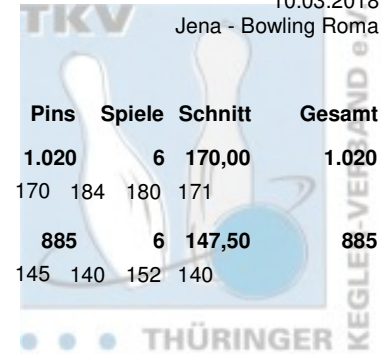 10.03.2018
TKV
Jena - Bowling Roma
Pins Spiele Schnitt Gesamt
1.020 6 170,00 1.020
170 184 180 171
885 6 147,50 885
145 140 152 140
THÜRINGER
KEGLER-VERBAND e.V.